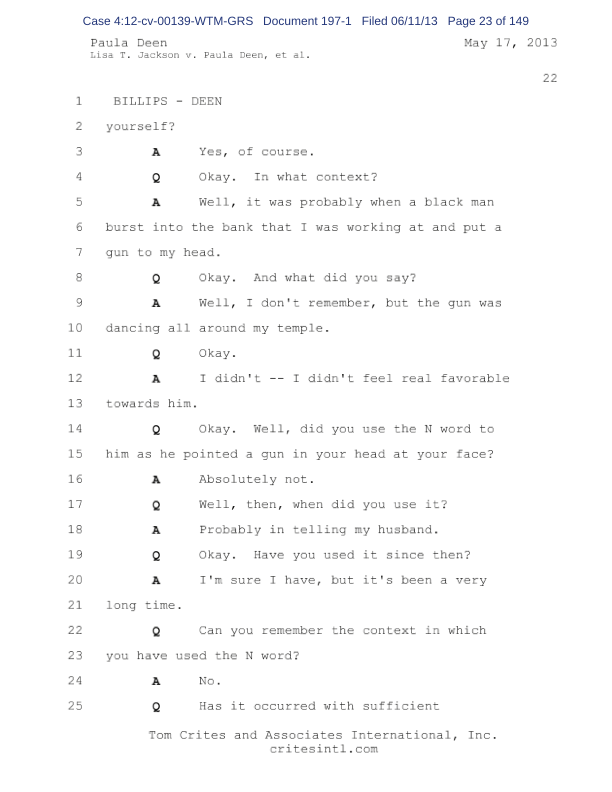 Case 4:12-cv-00139-WTM-GRS Document 197-1 Filed 06/11/13 Page 23 of 149
Paula Deen May 17, 2013
Lisa T. Jackson v. Paula Deen, et al.
22
1 BILLIPS - DEEN
2 yourself?
3 A Yes, of course.
4 Q Okay. In what context?
5 A Well, it was probably when a black man
6 burst into the bank that I was working at and put a
7 gun to my head.
8 Q Okay. And what did you say?
9 A Well, I don't remember, but the gun was
10 dancing all around my temple.
11 Q Okay.
12 A I didn't -- I didn't feel real favorable
13 towards him.
14 Q Okay. Well, did you use the N word to
15 him as he pointed a gun in your head at your face?
16 A Absolutely not.
17 Q Well, then, when did you use it?
18 A Probably in telling my husband.
19 Q Okay. Have you used it since then?
20 A I'm sure I have, but it's been a very
21 long time.
22 Q Can you remember the context in which
23 you have used the N word?
24 A No.
25 Q Has it occurred with sufficient
Tom Crites and Associates International, Inc.
critesintl.com